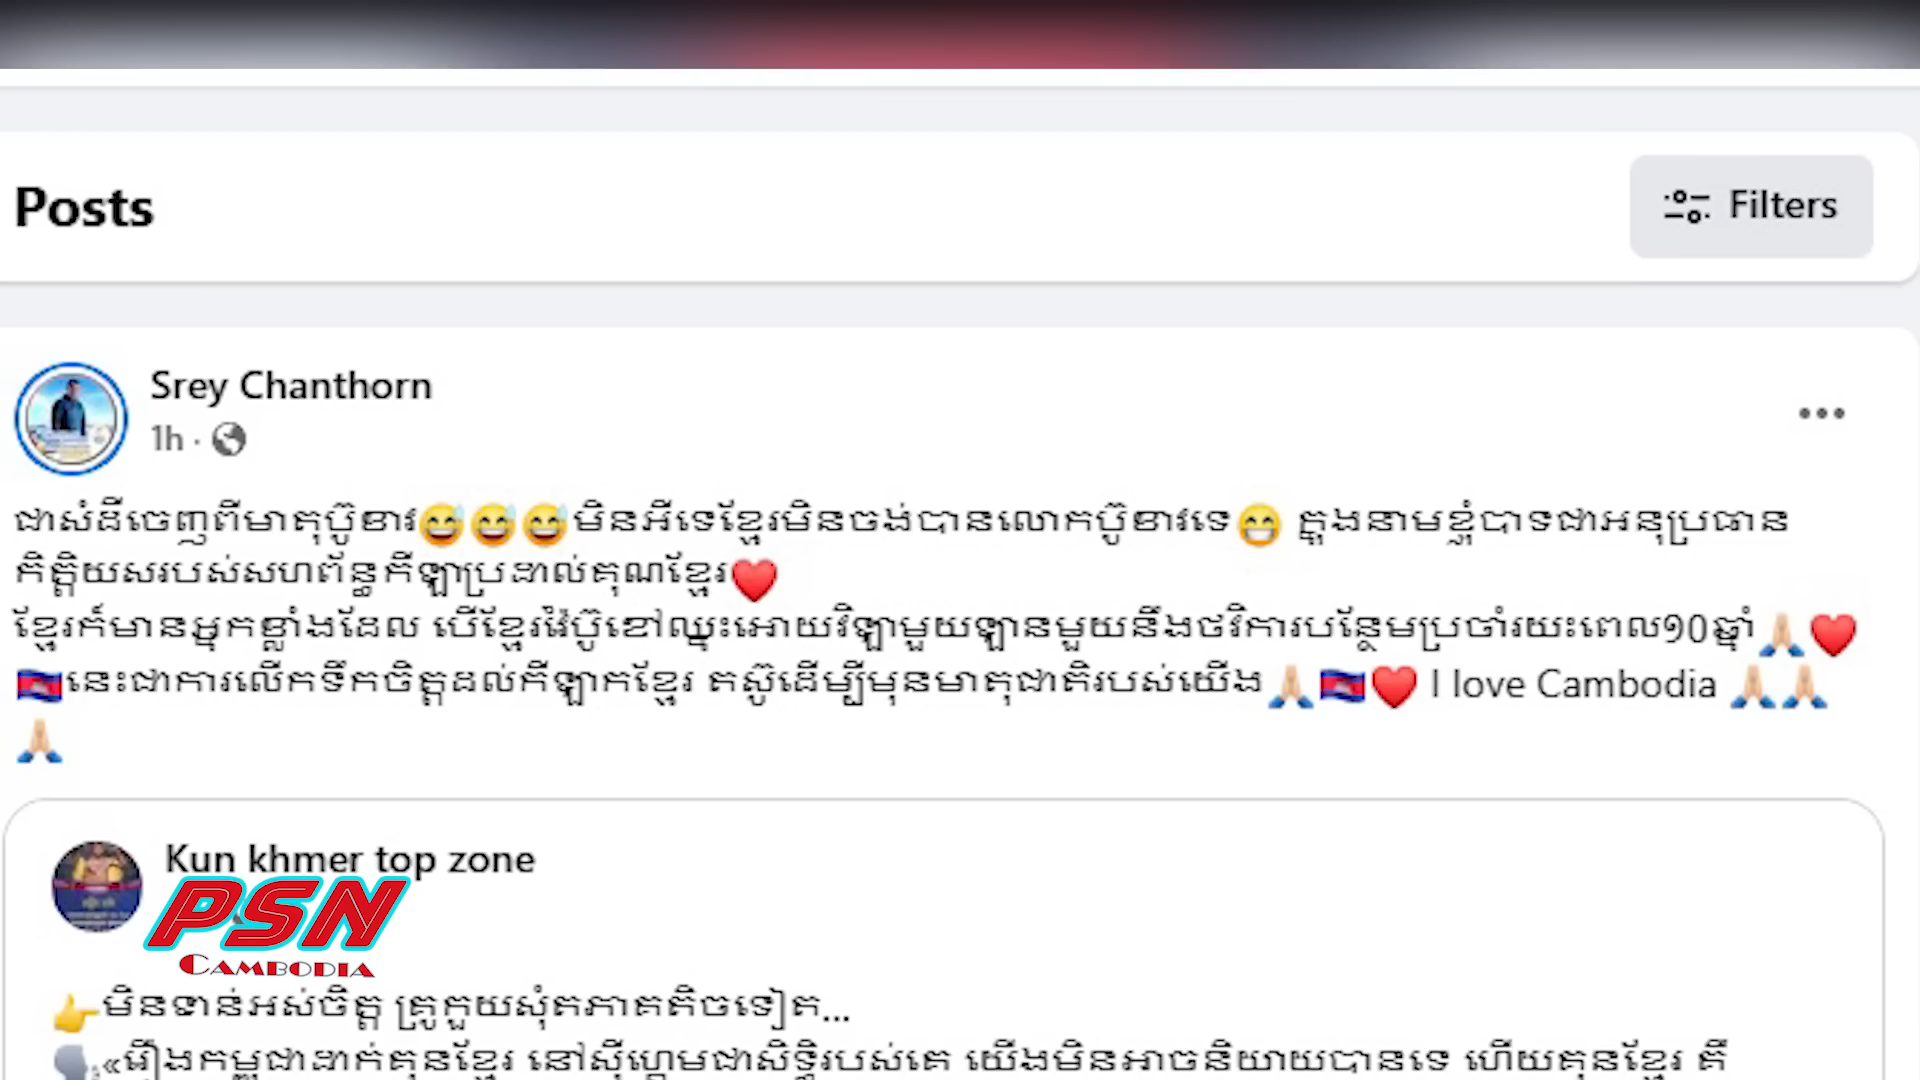 Posts
Filters
Srey Chanthorn
1h ·
ជាសំដីចេញពីមាតុប៊ូខាវ😅😅😅មិនអីទេខ្មែរមិនចង់បានលោកប៊ូខាវទេ😁 ក្នុងនាមខ្ញុំបាទជាអនុប្រធាន
កិត្តិយសរបស់សហព័ន្ធកីឡាប្រដាល់គុណខ្មែរ❤️
ខ្មែរក៏មានអ្នកខ្លាំងដែល បើខ្មែរវ៉ៃប៊ូខៅឈ្នះអោយវិឡាមួយឡានមួយនឹងថវិការបន្ថែមប្រចាំរយះពេល១0ឆ្នាំ🙏🏻❤️
🇰🇭នេះជាការលើកទឹកចិត្តដល់កីឡាកខ្មែរ តស៊ូដើម្បីមុនមាតុជាតិរបស់យើង🙏🏻🇰🇭❤️ I love Cambodia 🙏🏻🙏🏻
🙏🏻
Kun khmer top zone
PSN
CAMBODIA
👉មិនទាន់អស់ចិត្ត គ្រូកួយសុំតភាគតិចទៀត...
🗣️«រឿងកម្ពុជាដាក់គុនខ្មែរ នៅស៊ីហ្គេមជាសិទ្ធិរបស់គេ យើងមិនអាចនិយាយបានទេ ហើយគុនខ្មែរ គឺ